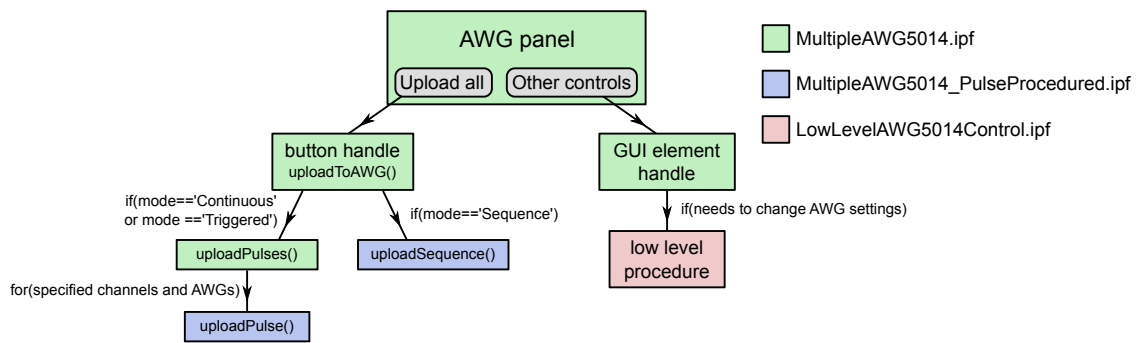 AWG panel
Upload all
Other controls
MultipleAWG5014.ipf
MultipleAWG5014_PulseProcedured.ipf
LowLevelAWG5014Control.ipf
button handle
uploadToAWG()
GUI element
handle
if(mode=='Continuous'
or mode =='Triggered')
if(mode=='Sequence')
if(needs to change AWG settings)
uploadPulses()
uploadSequence()
low level
procedure
for(specified channels and AWGs)
uploadPulse()